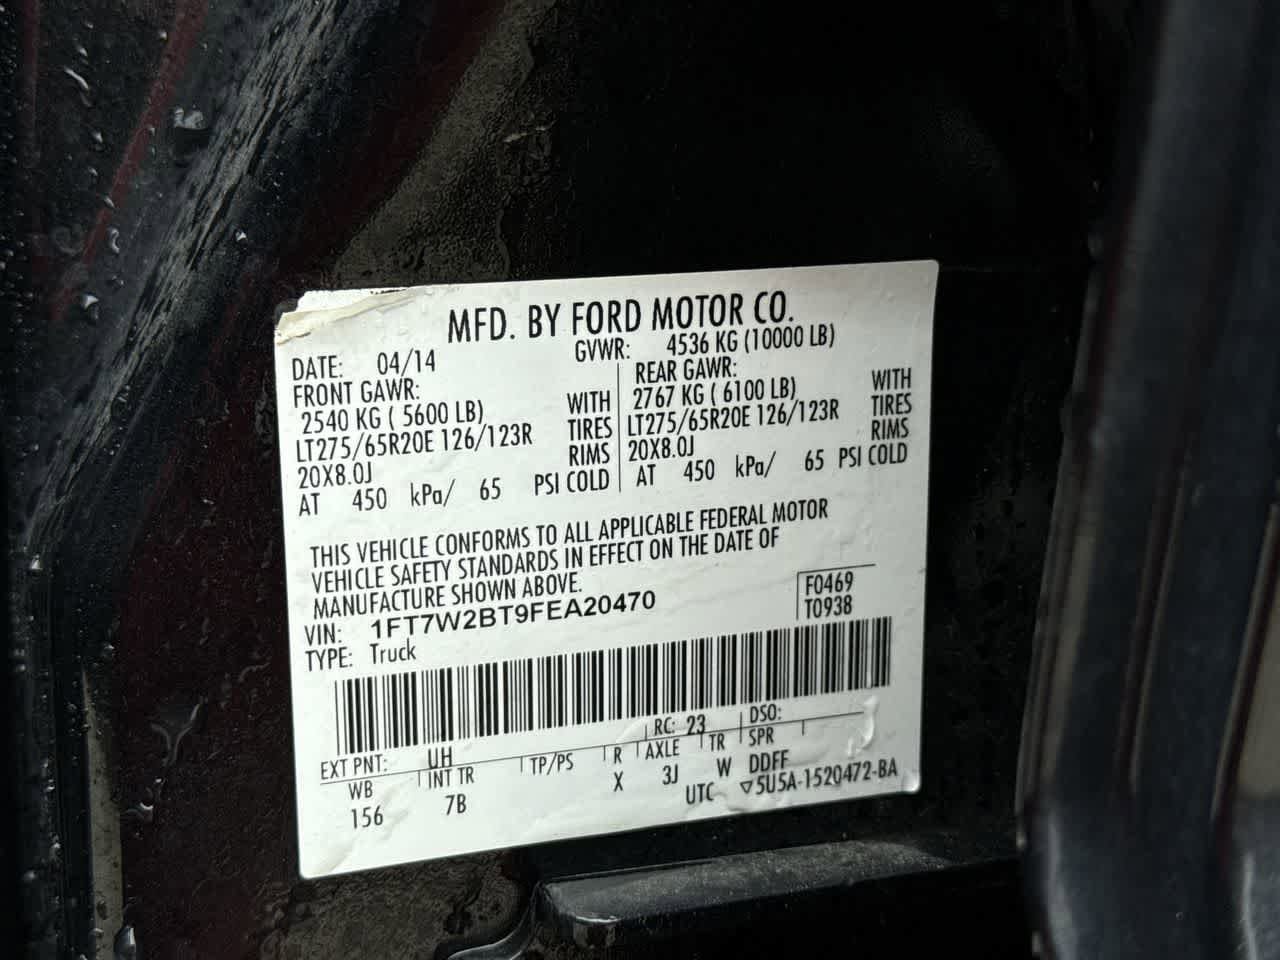 MFD. BY FORD MOTOR CO.
DATE: 04/14 GVWR: 4536 KG (10000 LB)
FRONT GAWR: REAR GAWR:
2540 KG ( 5600 LB) WITH 2767 KG ( 6100 LB) WITH
LT275/65R20E 126/123R TIRES LT275/65R20E 126/123R TIRES
20X8.0J RIMS 20X8.0J RIMS
AT 450 kPa/ 65 PSI COLD AT 450 kPa/ 65 PSI COLD
THIS VEHICLE CONFORMS TO ALL APPLICABLE FEDERAL MOTOR
VEHICLE SAFETY STANDARDS IN EFFECT ON THE DATE OF
MANUFACTURE SHOWN ABOVE.
VIN: 1FT7W2BT9FEA20470 F0469
TYPE: Truck T0938
EXT PNT: UH RC: 23 DSO:
WB INT TR TP/PS R AXLE TR SPR
156 7B X 3J W DDFF
UTC ▽5U5A-1520472-BA